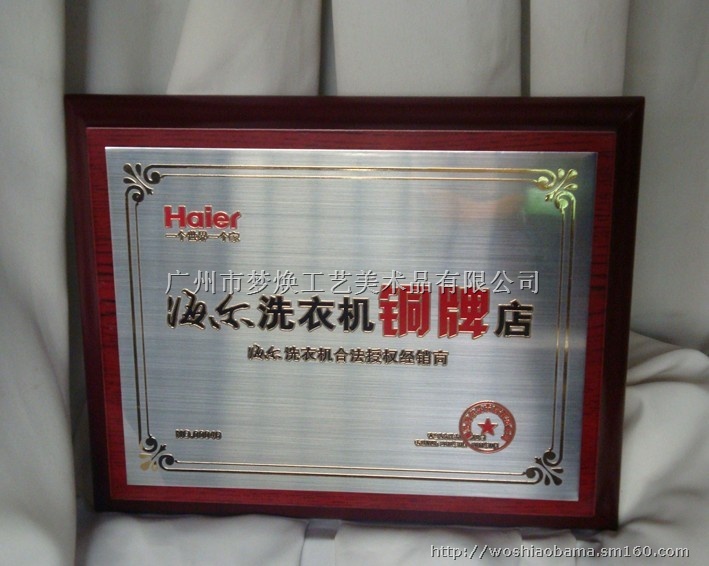 Haier
一个世界一个家
广州市梦焕工艺美术品有限公司
海尔洗衣机铜牌店
海尔洗衣机合法授权经销商
http://woshiaobama.sm160.com/